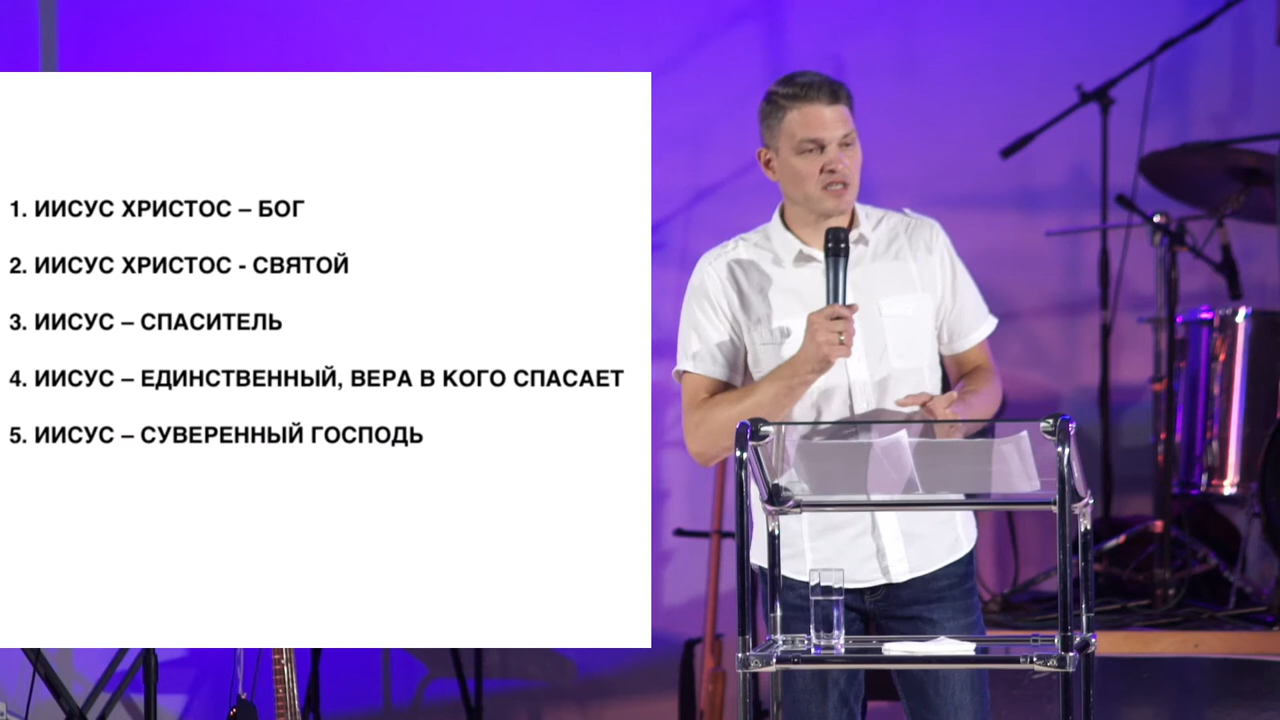 1. ИИСУС ХРИСТОС – БОГ
2. ИИСУС ХРИСТОС - СВЯТОЙ
3. ИИСУС – СПАСИТЕЛЬ
4. ИИСУС – ЕДИНСТВЕННЫЙ, ВЕРА В КОГО СПАСАЕТ
5. ИИСУС – СУВЕРЕННЫЙ ГОСПОДЬ